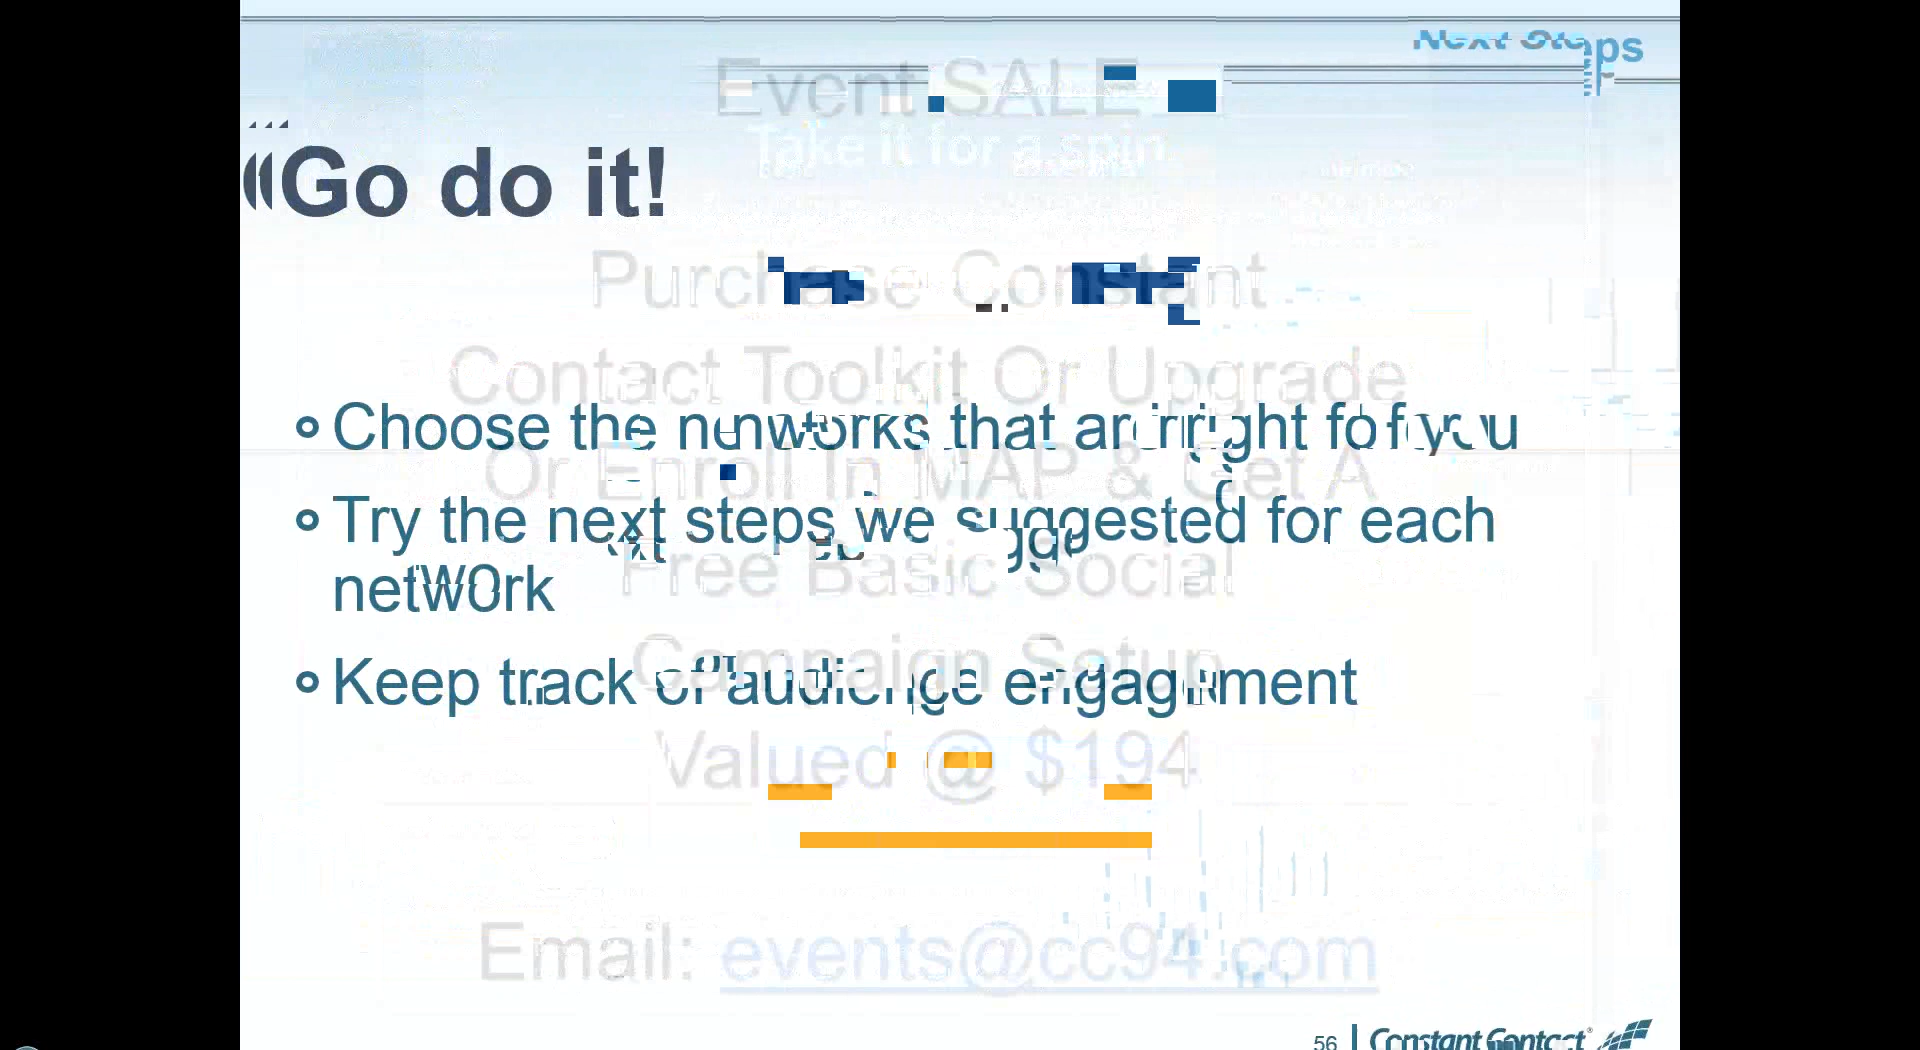 Next Steps
Event SALE
Take it for a spin
Go do it!
Purchase Constant
Contact Toolkit Or Upgrade
Choose the networks that are right for you
Or Enroll In MAP & Get A
Try the next steps we suggested for each
Free Basic Social
network
Campaign Setup
Keep track of audience engagement
Valued @ $194
Email: events@cc94.com
56 Constant Contact®